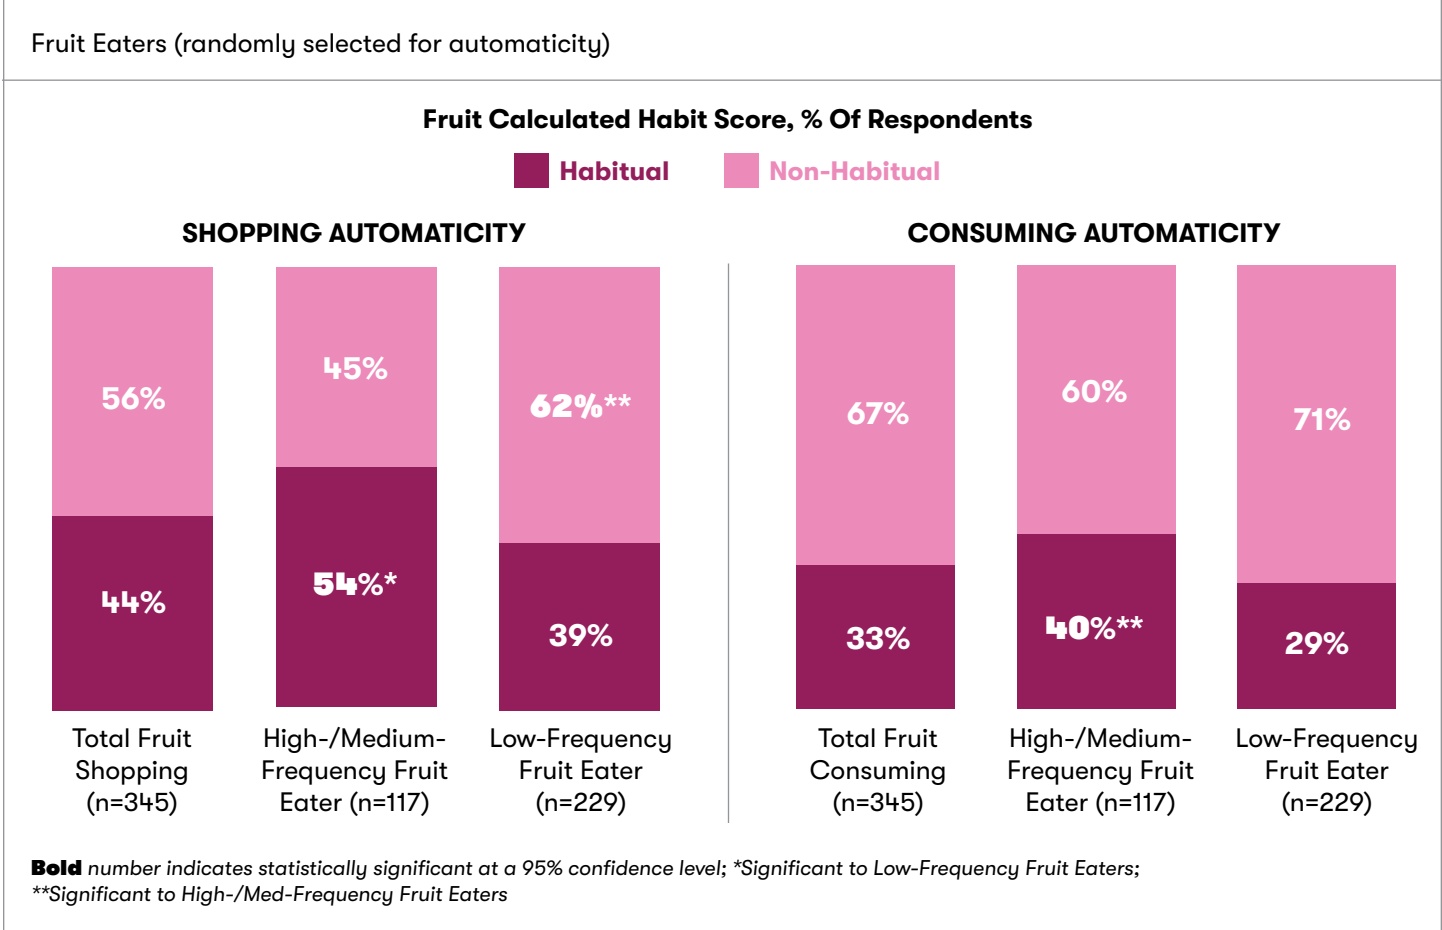 Fruit Eaters (randomly selected for automaticity)
Fruit Calculated Habit Score, % Of Respondents
Habitual
Non-Habitual
SHOPPING AUTOMATICITY
56%
45%
62%**
44%
54%*
39%
Total Fruit
Shopping
(n=345)
High-/Medium-
Frequency Fruit
Eater (n=117)
Low-Frequency
Fruit Eater
(n=229)
CONSUMING AUTOMATICITY
67%
60%
71%
33%
40%**
29%
Total Fruit
Consuming
(n=345)
High-/Medium-
Frequency Fruit
Eater (n=117)
Low-Frequency
Fruit Eater
(n=229)
Bold number indicates statistically significant at a 95% confidence level; *Significant to Low-Frequency Fruit Eaters;
**Significant to High-/Med-Frequency Fruit Eaters